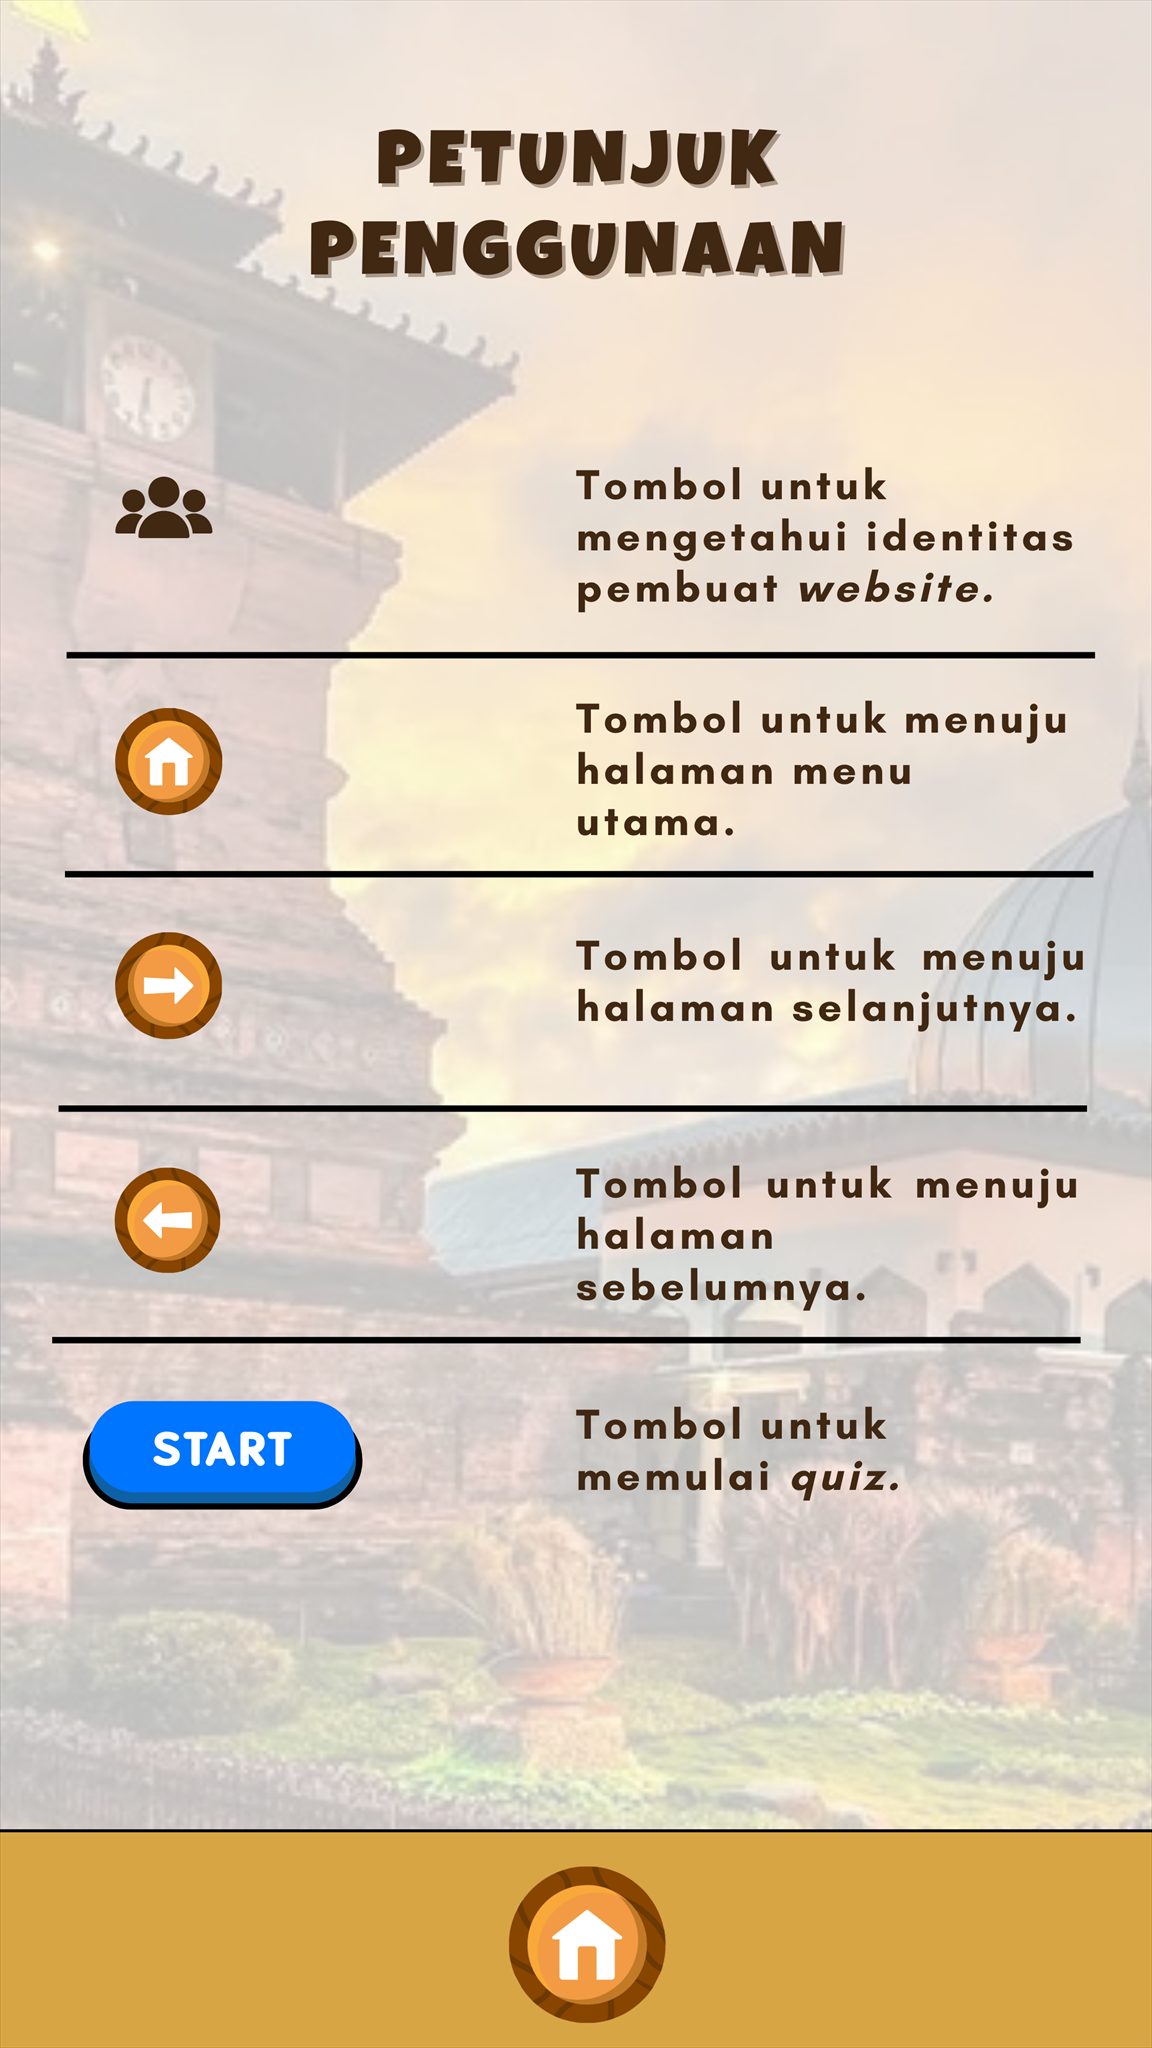 PETUNJUK
PENGGUNAAN
Tombol untuk
mengetahui identitas
pembuat website.
Tombol untuk menuju
halaman menu
utama.
Tombol untuk menuju
halaman selanjutnya.
Tombol untuk menuju
halaman
sebelumnya.
START
Tombol untuk
memulai quiz.